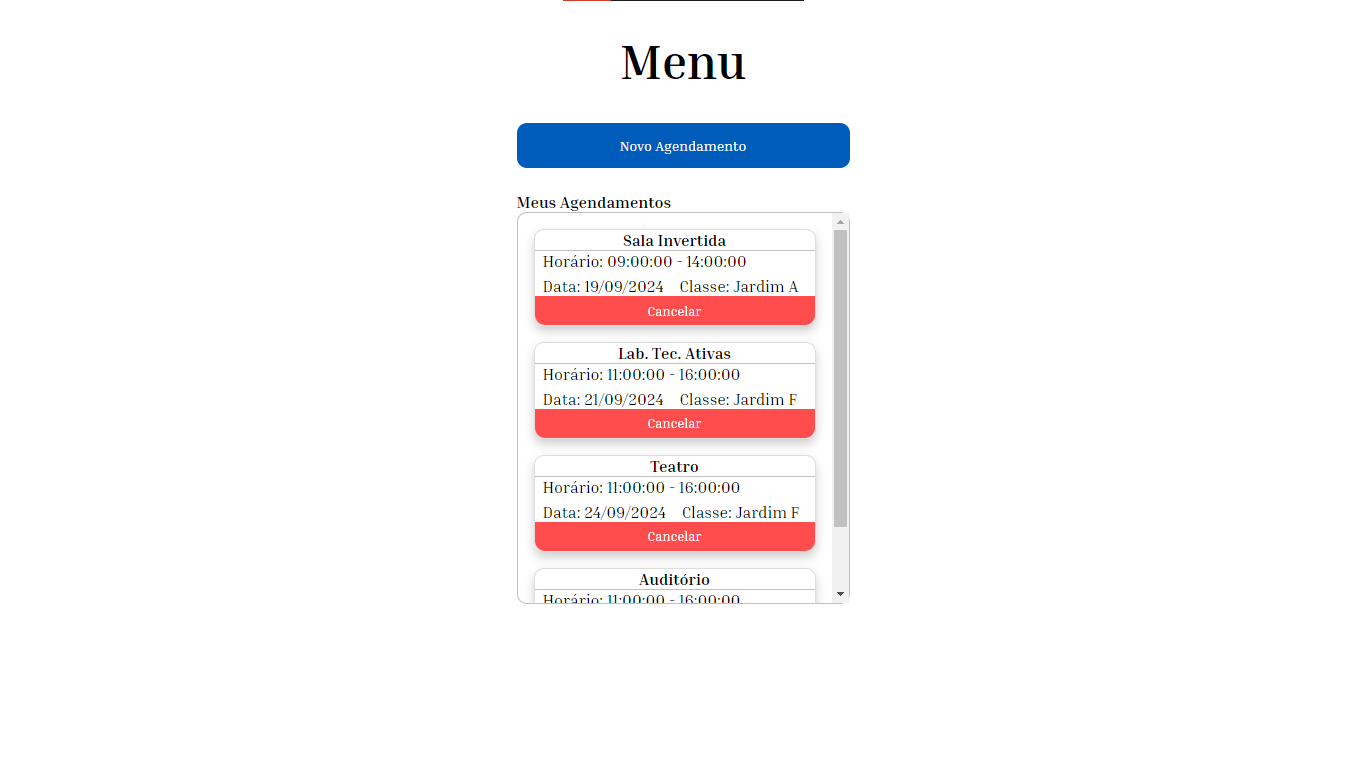 Menu
Novo Agendamento
Meus Agendamentos
Sala Invertida
Horário: 09:00:00 - 14:00:00
Data: 19/09/2024 Classe: Jardim A
Cancelar
Lab. Tec. Ativas
Horário: 11:00:00 - 16:00:00
Data: 21/09/2024 Classe: Jardim F
Cancelar
Teatro
Horário: 11:00:00 - 16:00:00
Data: 24/09/2024 Classe: Jardim F
Cancelar
Auditório
Horário: 11:00:00 - 16:00:00